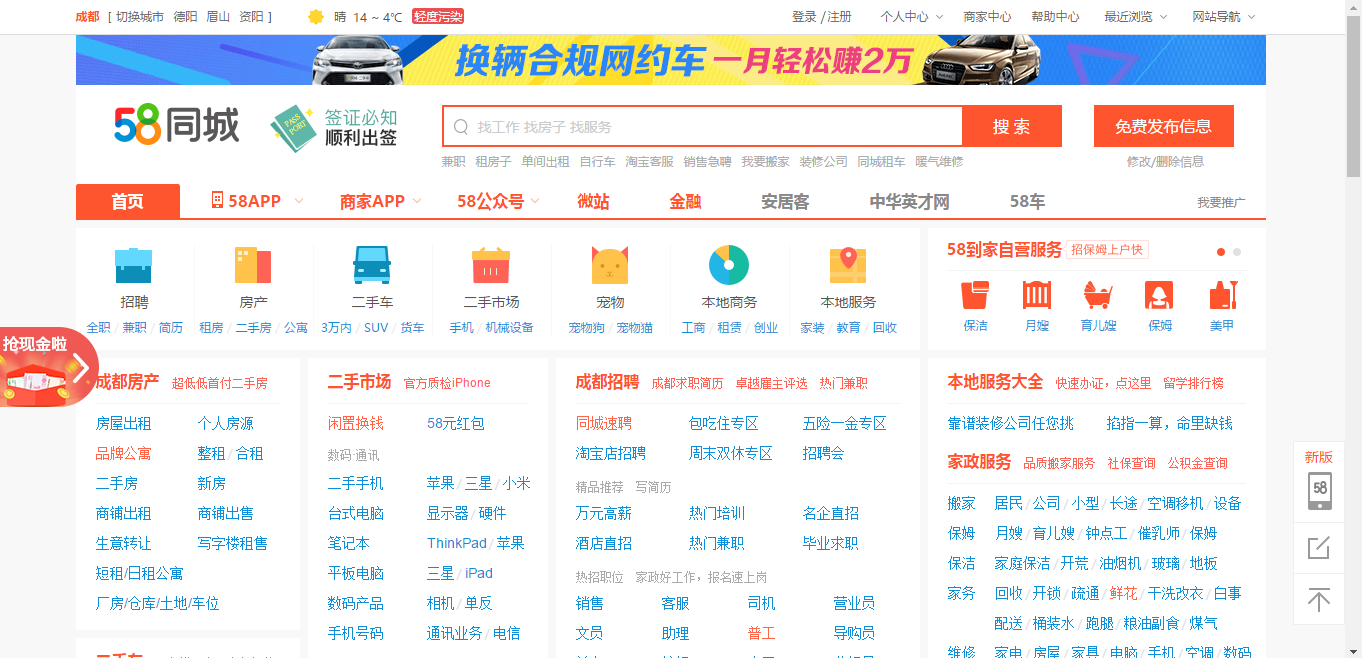 成都 [ 切换城市 德阳 眉山 资阳 ] 晴 14 ~ 4℃ 轻度污染 登录 / 注册 个人中心 商家中心 帮助中心 最近浏览 网站导航
换辆合规网约车 一月轻松赚2万
58同城
PASS PORT
签证必知
顺利出签
找工作 找房子 找服务
搜 索
免费发布信息
兼职 租房子 单间出租 自行车 淘宝客服 销售急聘 我要搬家 装修公司 同城租车 暖气维修
修改/删除信息
首页 58APP 商家APP 58公众号 微站 金融 安居客 中华英才网 58车 我要推广
招聘 房产 二手车 二手市场 宠物 本地商务 本地服务
全职 / 兼职 / 简历 租房 / 二手房 / 公寓 3万内 / SUV / 货车 手机 / 机械设备 宠物狗 / 宠物猫 工商 / 租赁 / 创业 家装 / 教育 / 回收
58到家自营服务 招保姆上户快
保洁 月嫂 育儿嫂 保姆 美甲
抢现金啦
成都房产 超低低首付二手房
房屋出租 个人房源
品牌公寓 整租 / 合租
二手房 新房
商铺出租 商铺出售
生意转让 写字楼租售
短租/日租公寓
厂房/仓库/土地/车位
二手市场 官方质检iPhone
闲置换钱 58元红包
数码·通讯
二手手机 苹果 / 三星 / 小米
台式电脑 显示器 / 硬件
笔记本 ThinkPad / 苹果
平板电脑 三星 / iPad
数码产品 相机 / 单反
手机号码 通讯业务 / 电信
成都招聘 成都求职简历 卓越雇主评选 热门兼职
同城速聘 包吃住专区 五险一金专区
淘宝店招聘 周末双休专区 招聘会
精品推荐 写简历
万元高薪 热门培训 名企直招
酒店直招 热门兼职 毕业求职
热招职位 家政好工作，报名速上岗
销售 客服 司机 营业员
文员 助理 普工 导购员
本地服务大全 快速办证，点这里 留学排行榜
靠谱装修公司任您挑 掐指一算，命里缺钱
家政服务 品质搬家服务 社保查询 公积金查询
搬家 居民 / 公司 / 小型 / 长途 / 空调移机 / 设备
保姆 月嫂 / 育儿嫂 / 钟点工 / 催乳师 / 保姆
保洁 家庭保洁 / 开荒 / 油烟机 / 玻璃 / 地板
家务 回收 / 开锁 / 疏通 / 鲜花 / 干洗改衣 / 白事
配送 / 桶装水 / 跑腿 / 粮油副食 / 煤气
维修 家电 / 房屋 / 家具 / 电脑 / 手机 / 空调 / 数码
新版
58